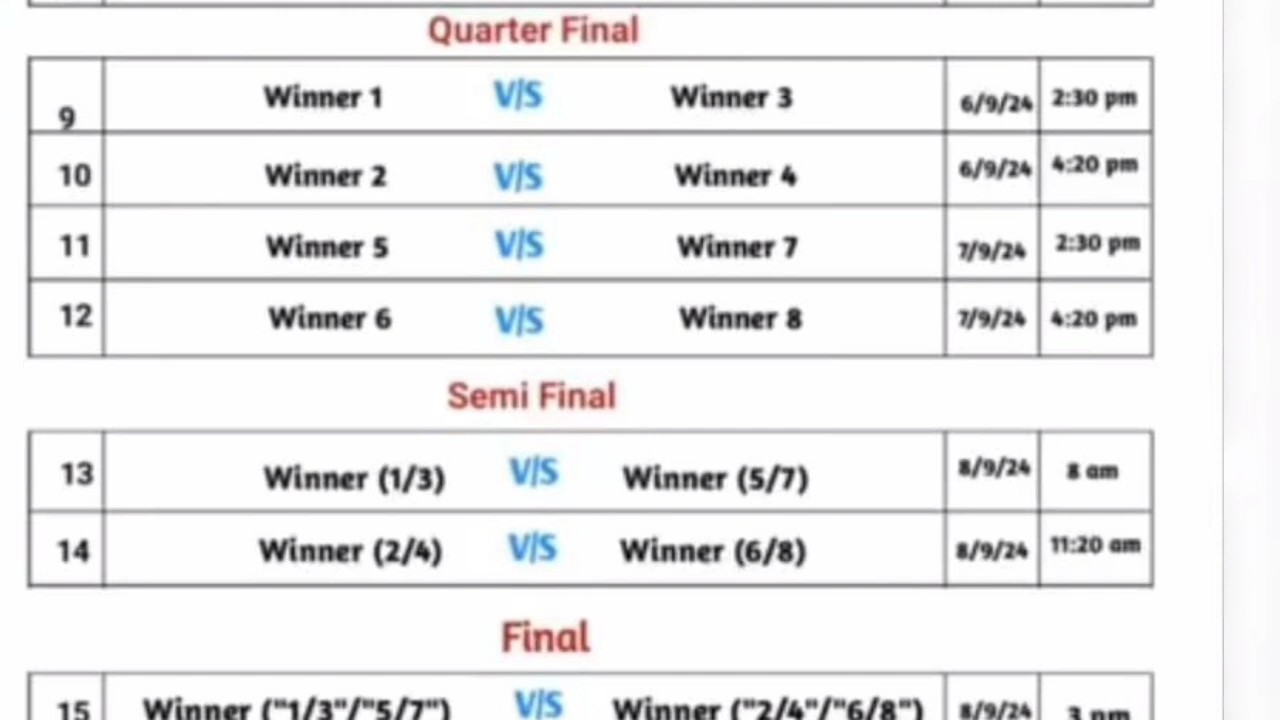 Quarter Final
9 Winner 1 V/S Winner 3 6/9/24 2:30 pm
10 Winner 2 V/S Winner 4 6/9/24 4:20 pm
11 Winner 5 V/S Winner 7 7/9/24 2:30 pm
12 Winner 6 V/S Winner 8 7/9/24 4:20 pm
Semi Final
13 Winner (1/3) V/S Winner (5/7) 8/9/24 8 am
14 Winner (2/4) V/S Winner (6/8) 8/9/24 11:20 am
Final
15 Winner ("1/3"/"5/7") V/S Winner ("2/4"/"6/8") 8/9/24 3 pm